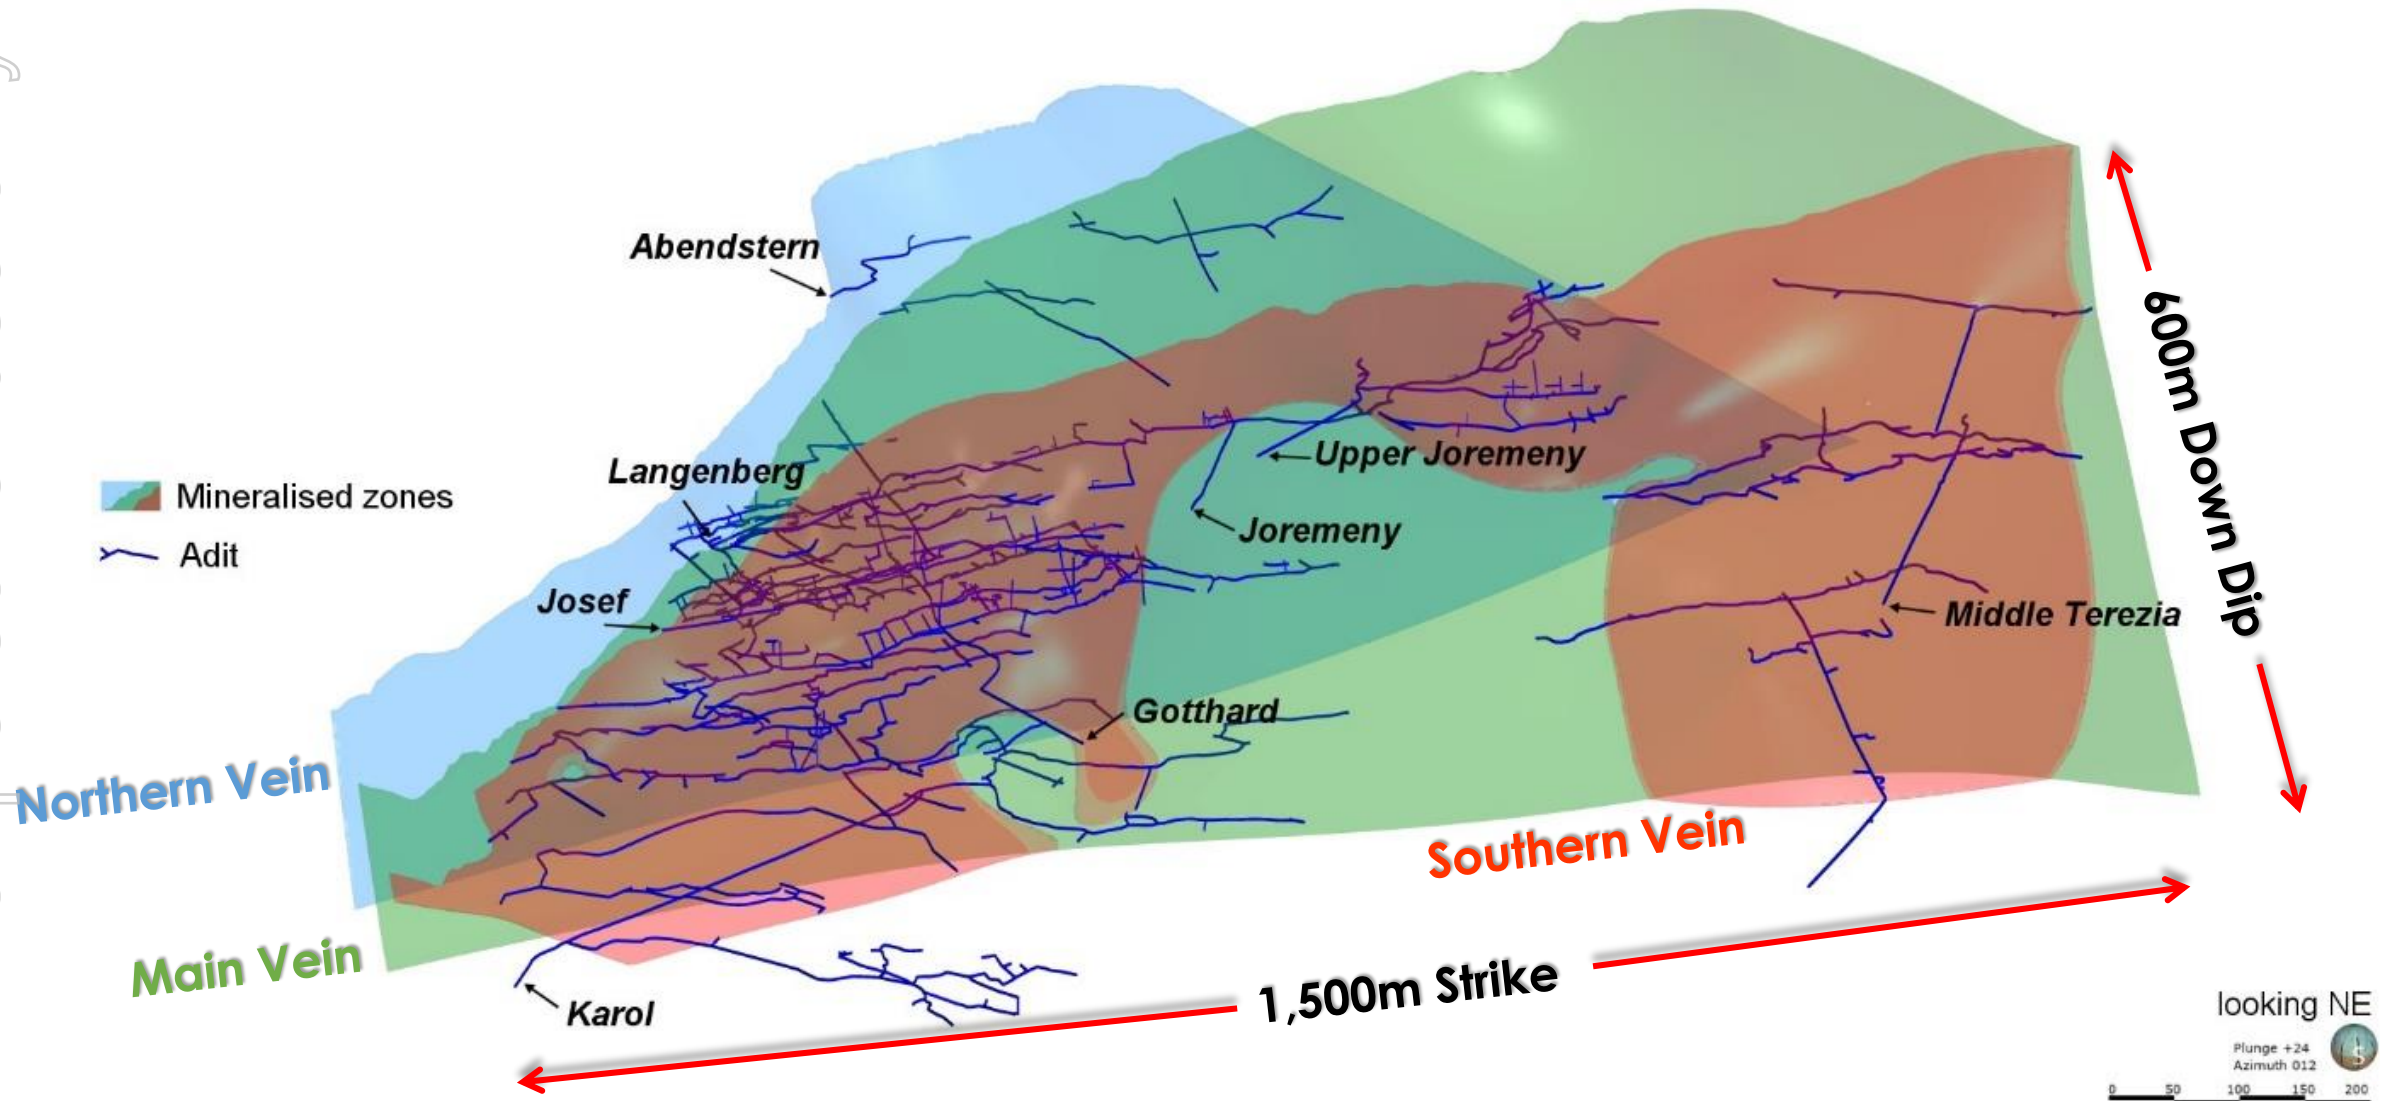 Abendstern
Langenberg
Upper Joremeny
Mineralised zones
Joremeny
Adit
Josef
Middle Terezia
600m Down Dip
Gotthard
Northern Vein
Southern Vein
Main Vein
1,500m Strike
Karol
looking NE
Plunge +24
Azimuth 012
S
0 50 100 150 200